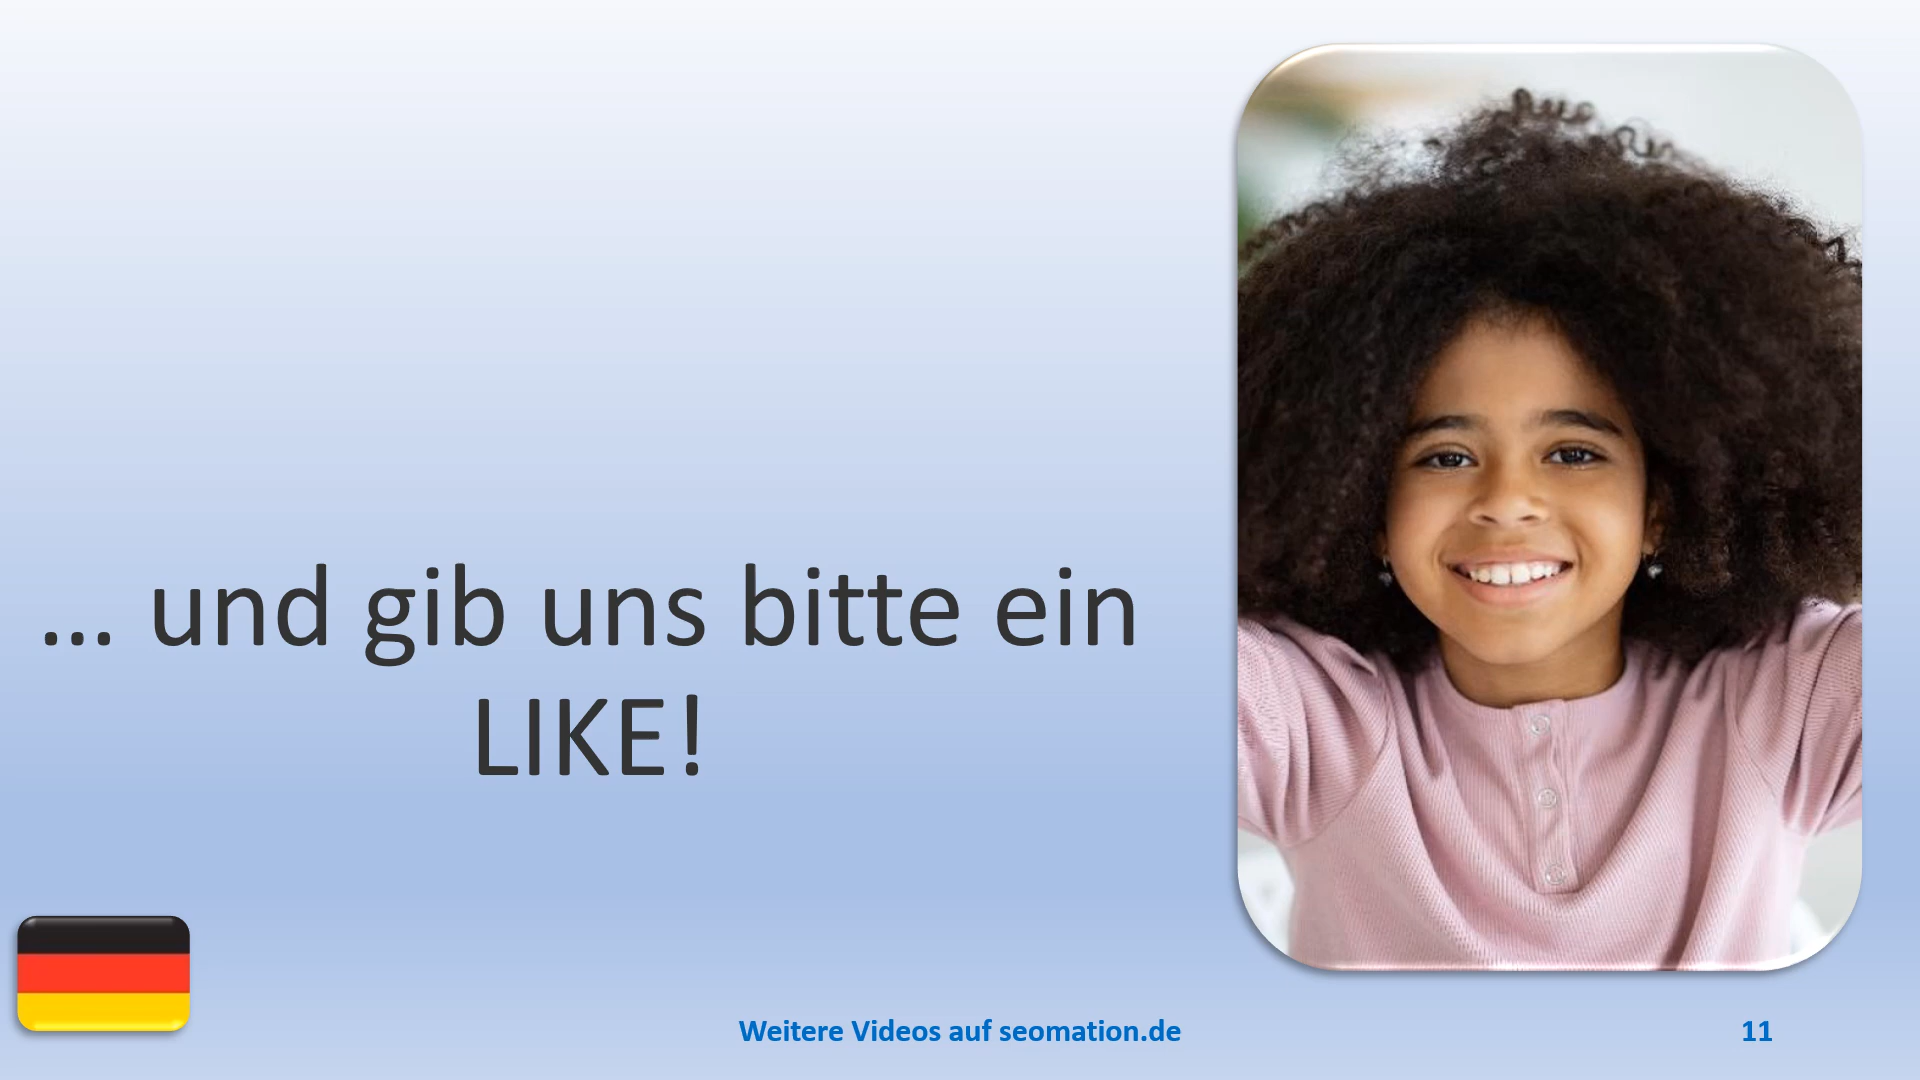 ... und gib uns bitte ein
LIKE!
Weitere Videos auf seomation.de
11